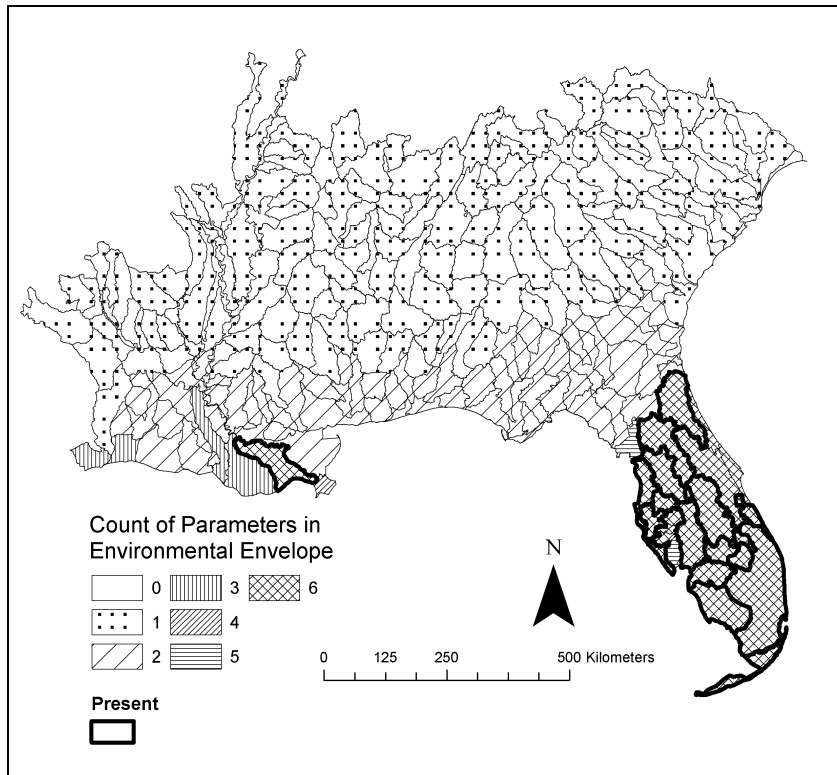 Count of Parameters in
Environmental Envelope
0 3 6
1 4
2 5
Present
N
0 125 250 500 Kilometers